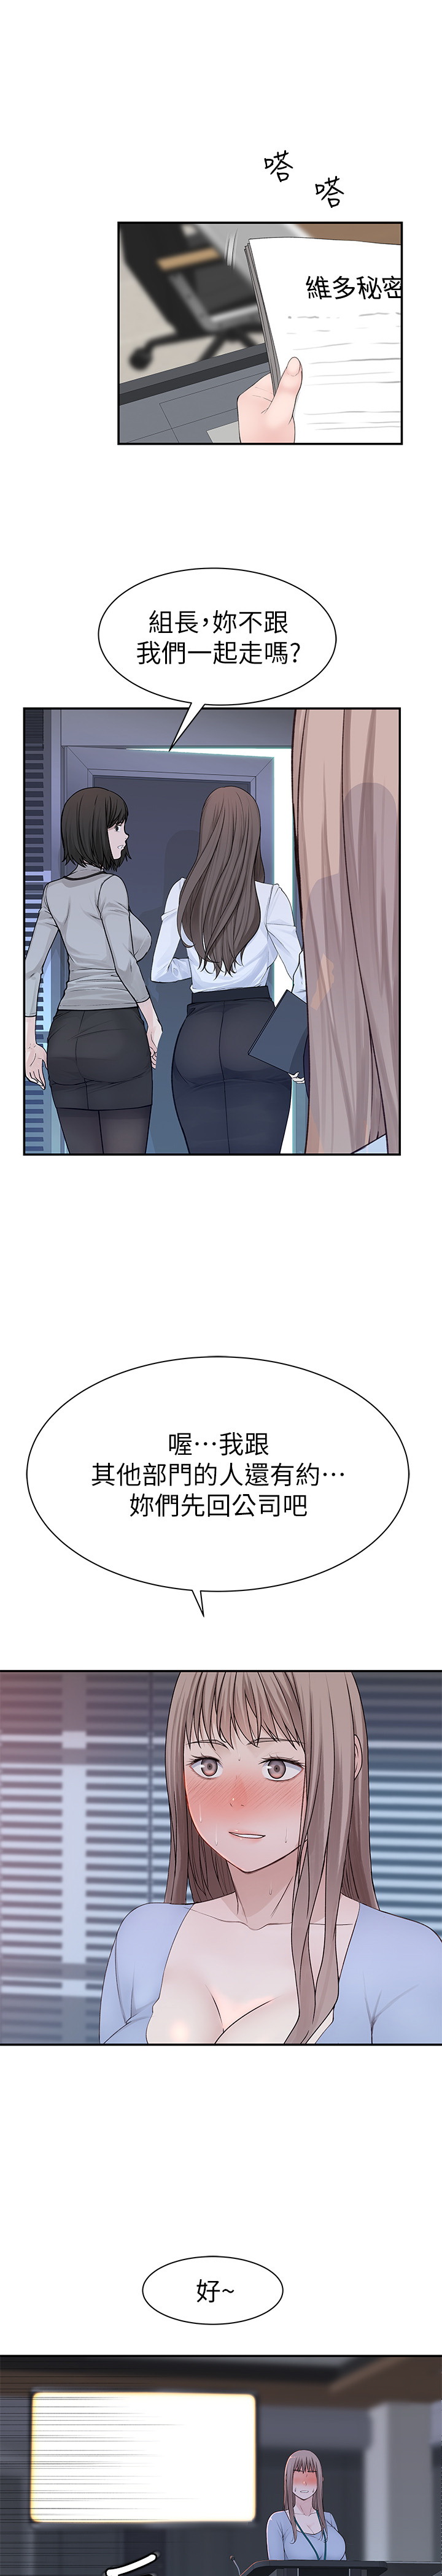 嗒
嗒
維多秘密
組長，妳不跟
我們一起走嗎?
喔…我跟
其他部門的人還有約…
妳們先回公司吧
好~